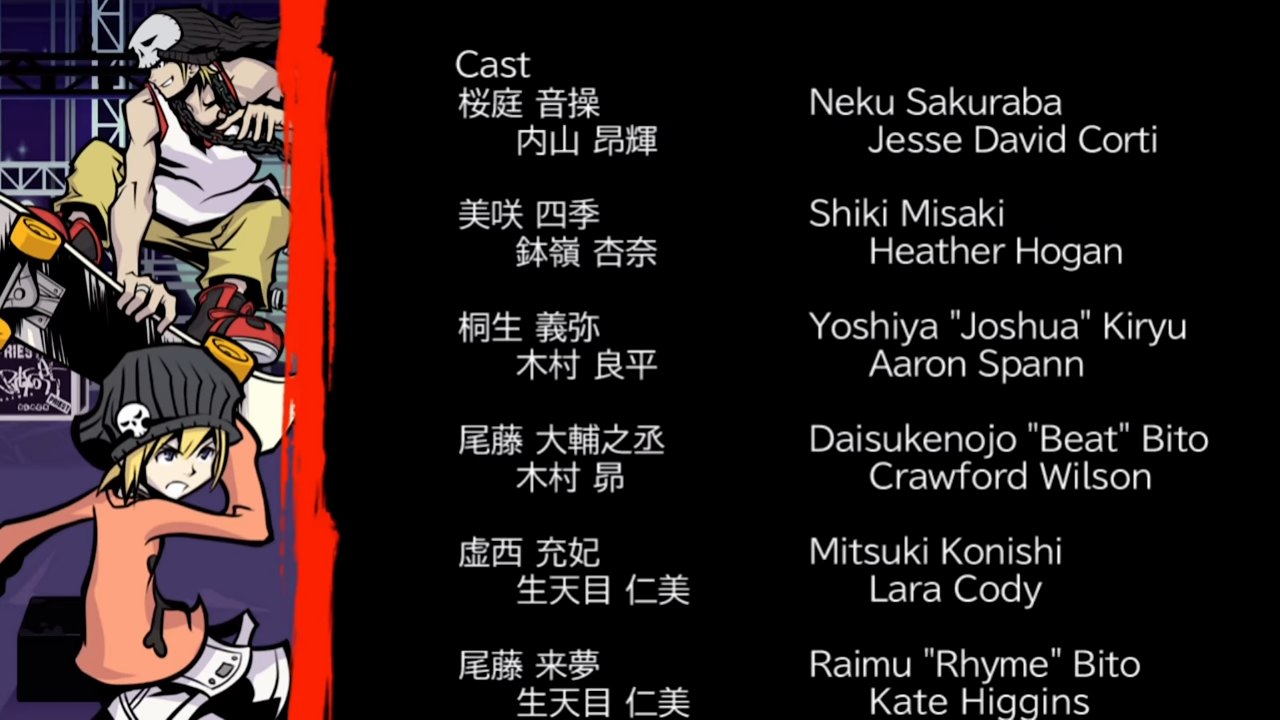 Cast
桜庭 音操 Neku Sakuraba
内山 昂輝 Jesse David Corti
美咲 四季 Shiki Misaki
鉢嶺 杏奈 Heather Hogan
桐生 義弥 Yoshiya "Joshua" Kiryu
木村 良平 Aaron Spann
尾藤 大輔之丞 Daisukenojo "Beat" Bito
木村 昴 Crawford Wilson
虚西 充妃 Mitsuki Konishi
生天目 仁美 Lara Cody
尾藤 来夢 Raimu "Rhyme" Bito
生天目 仁美 Kate Higgins